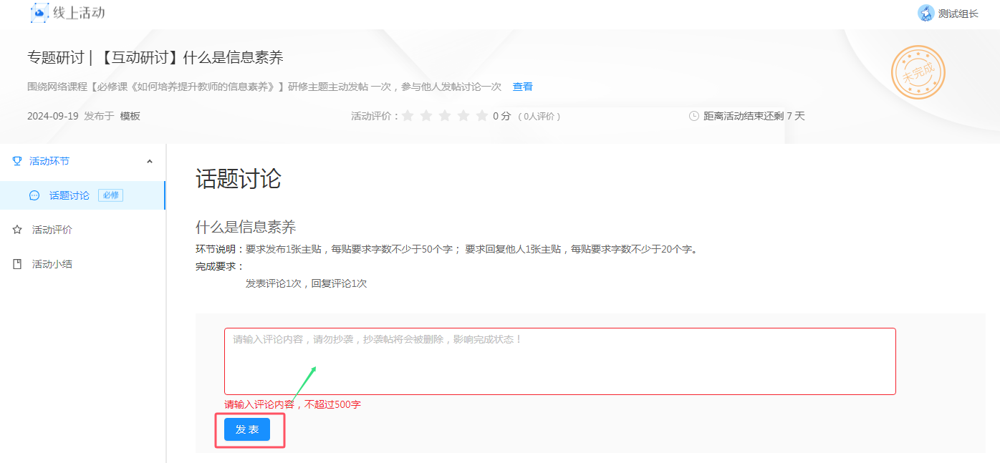 线上活动
测试组长
专题研讨 | 【互动研讨】什么是信息素养
未完成
围绕网络课程【必修课《如何培养提升教师的信息素养》】研修主题主动发帖 一次，参与他人发帖讨论一次 查看
2024-09-19 发布于 模板 活动评价： 0 分 ( 0人评价 ) 距离活动结束还剩 7 天
活动环节
话题讨论 必修
活动评价
活动小结
话题讨论
什么是信息素养
环节说明：要求发布1张主贴，每贴要求字数不少于50个字； 要求回复他人1张主贴，每贴要求字数不少于20个字。
完成要求：
发表评论1次，回复评论1次
请输入评论内容，请勿抄袭，抄袭帖将会被删除，影响完成状态！
请输入评论内容，不超过500字
发 表